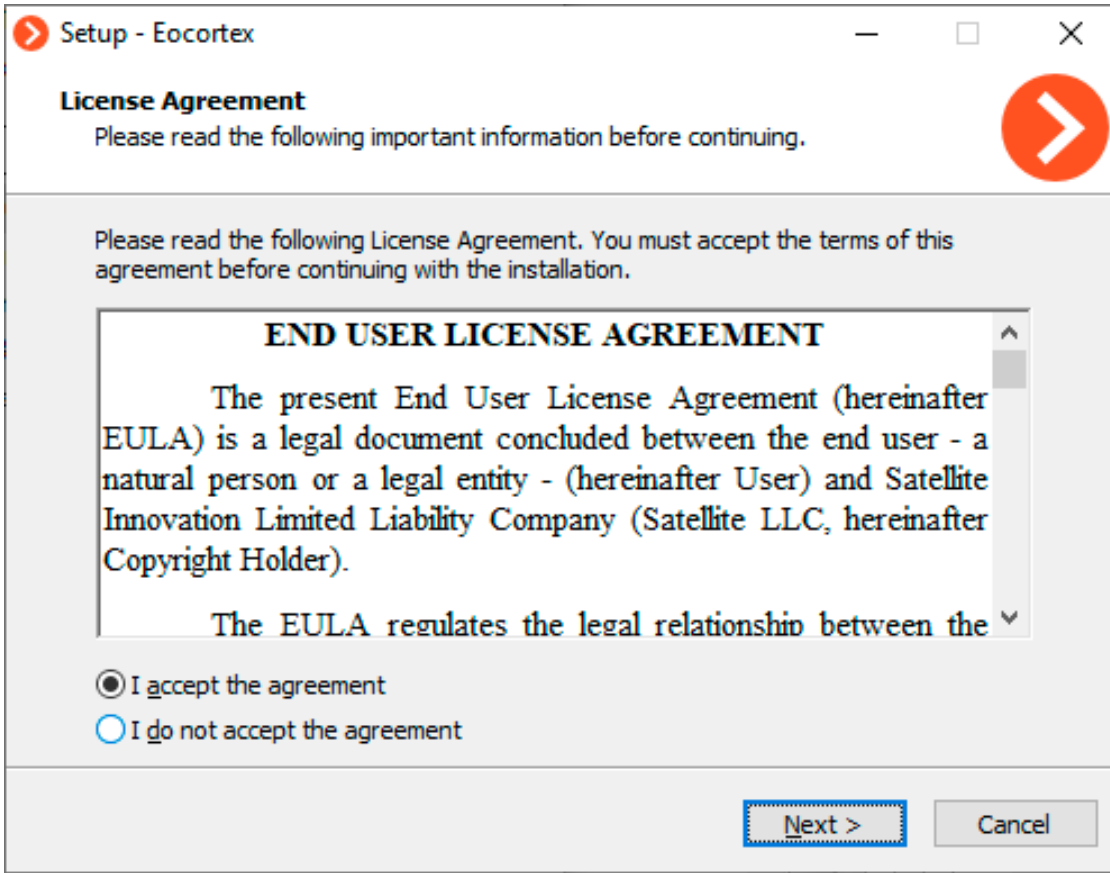 Setup - Eocortex
License Agreement
Please read the following important information before continuing.
Please read the following License Agreement. You must accept the terms of this
agreement before continuing with the installation.
END USER LICENSE AGREEMENT
The present End User License Agreement (hereinafter
EULA) is a legal document concluded between the end user - a
natural person or a legal entity - (hereinafter User) and Satellite
Innovation Limited Liability Company (Satellite LLC, hereinafter
Copyright Holder).
The EULA regulates the legal relationship between the
I accept the agreement
I do not accept the agreement
Next >
Cancel